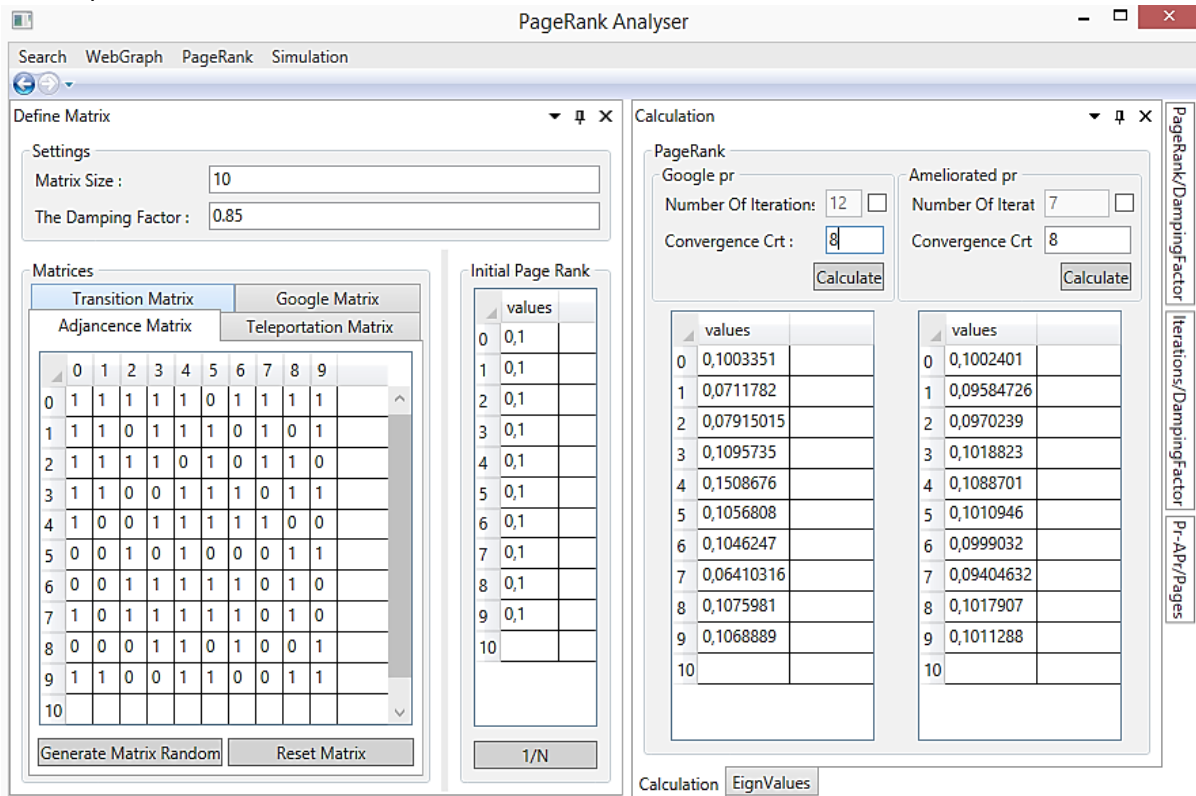 PageRank Analyser
Search WebGraph PageRank Simulation
Define Matrix
Settings
Matrix Size : 10
The Damping Factor : 0.85
Matrices
Transition Matrix Google Matrix
Adjancence Matrix Teleportation Matrix
0 1 2 3 4 5 6 7 8 9
0 1 1 1 1 1 0 1 1 1 1
1 1 1 0 1 1 1 0 1 0 1
2 1 1 1 1 0 1 0 1 1 0
3 1 1 0 0 1 1 1 0 1 1
4 1 0 0 1 1 1 1 1 0 0
5 0 0 1 0 1 0 0 0 1 1
6 0 0 1 1 1 1 1 0 1 1
7 1 0 1 1 1 1 1 0 1 0
8 0 0 0 1 1 0 1 0 0 1
9 1 1 0 0 1 1 0 0 1 1
10
Generate Matrix Random Reset Matrix
Initial Page Rank
values
0 0,1
1 0,1
2 0,1
3 0,1
4 0,1
5 0,1
6 0,1
7 0,1
8 0,1
9 0,1
10
1/N
Calculation
PageRank
Google pr
Number Of Iterations 12
Convergence Crt : 8
Calculate
Ameliorated pr
Number Of Iterat 7
Convergence Crt 8
Calculate
values
0 0,1003351
1 0,0711782
2 0,07915015
3 0,1095735
4 0,1508676
5 0,1056808
6 0,1046247
7 0,06410316
8 0,1075981
9 0,1068889
10
values
0 0,1002401
1 0,09584726
2 0,0970239
3 0,1018823
4 0,1088701
5 0,1010946
6 0,0999032
7 0,09404632
8 0,1017907
9 0,1011288
10
Calculation EignValues
PageRank/DampingFactor
Iterations/DampingFactor
Pr-APr/Pages